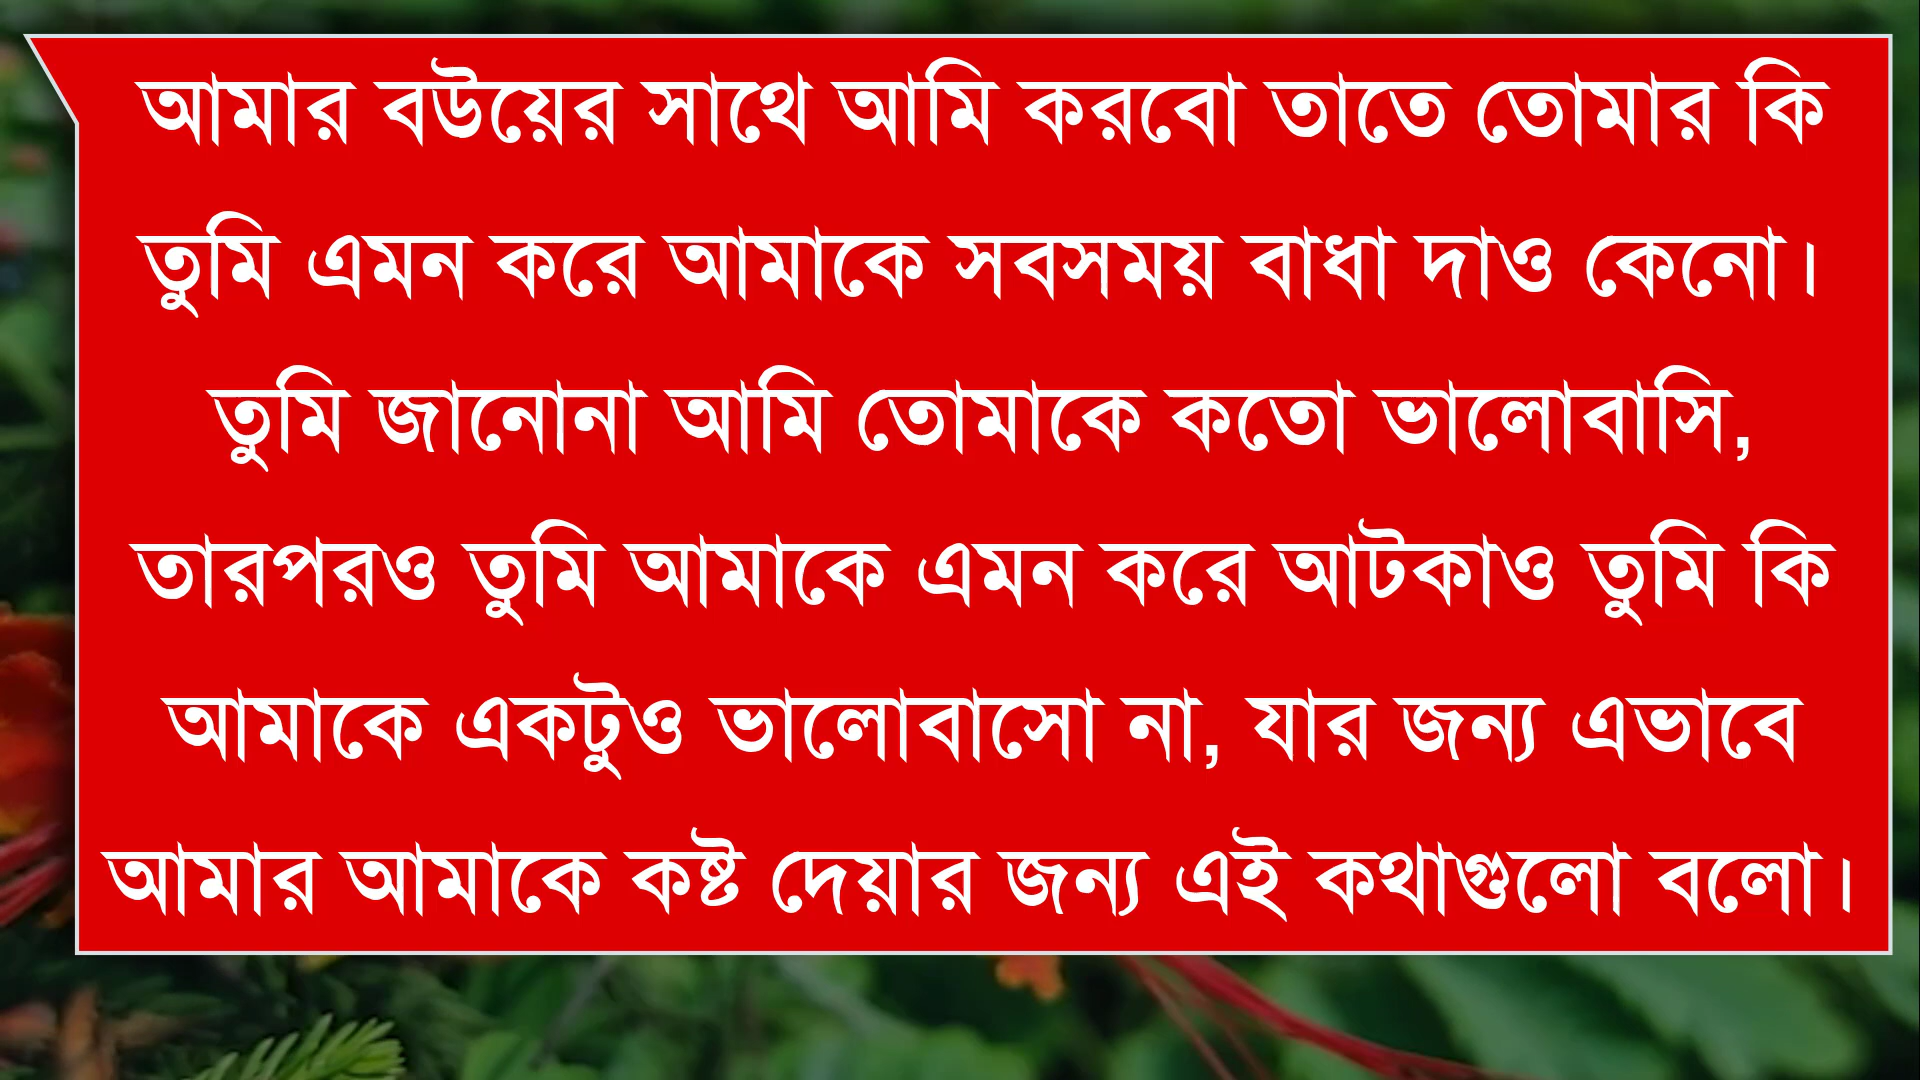 আমার বউয়ের সাথে আমি করবো তাতে তোমার কি
তুমি এমন করে আমাকে সবসময় বাধা দাও কেনো।
তুমি জানোনা আমি তোমাকে কতো ভালোবাসি,
তারপরও তুমি আমাকে এমন করে আটকাও তুমি কি
আমাকে একটুও ভালোবাসো না, যার জন্য এভাবে
আমার আমাকে কষ্ট দেয়ার জন্য এই কথাগুলো বলো।